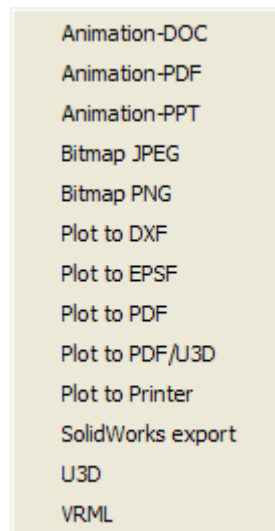 Animation-DOC
Animation-PDF
Animation-PPT
Bitmap JPEG
Bitmap PNG
Plot to DXF
Plot to EPSF
Plot to PDF
Plot to PDF/U3D
Plot to Printer
SolidWorks export
U3D
VRML